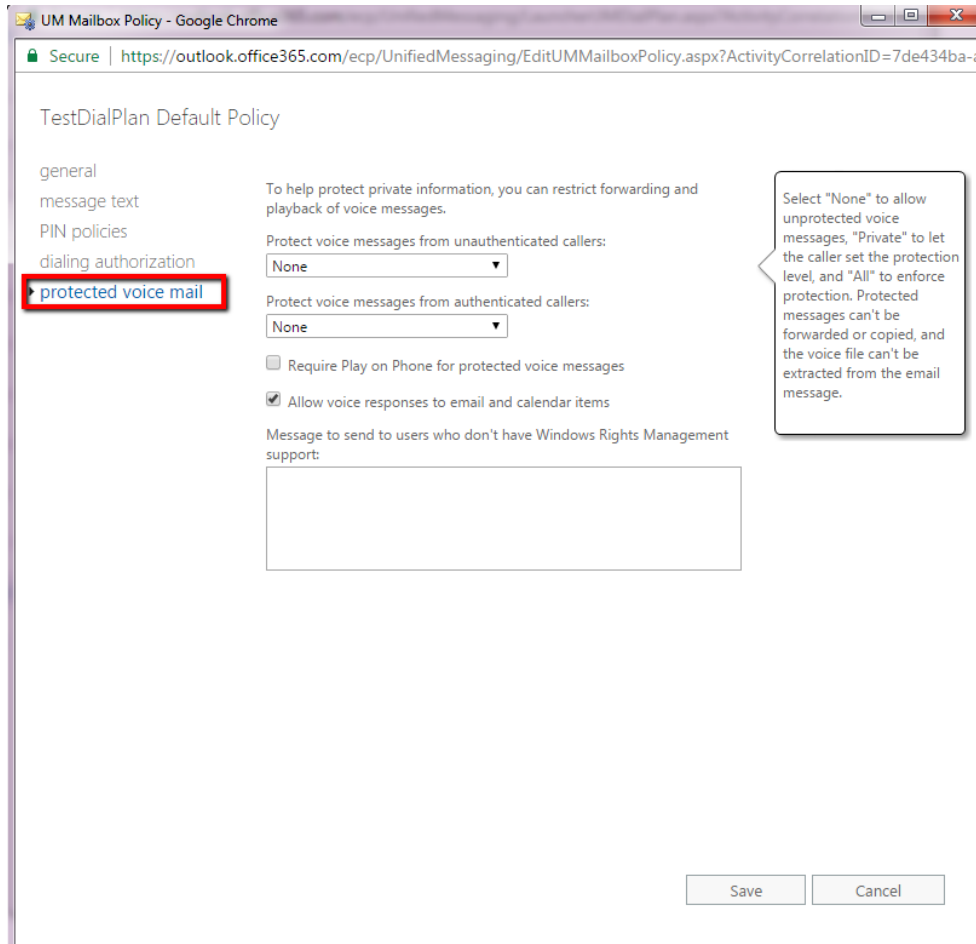 UM Mailbox Policy - Google Chrome
Secure | https://outlook.office365.com/ecp/UnifiedMessaging/EditUMMailboxPolicy.aspx?ActivityCorrelationID=7de434ba-a
TestDialPlan Default Policy
general
message text
PIN policies
dialing authorization
protected voice mail
To help protect private information, you can restrict forwarding and
playback of voice messages.
Protect voice messages from unauthenticated callers:
None
Protect voice messages from authenticated callers:
None
Require Play on Phone for protected voice messages
Allow voice responses to email and calendar items
Message to send to users who don't have Windows Rights Management
support:
Select "None" to allow
unprotected voice
messages, "Private" to let
the caller set the protection
level, and "All" to enforce
protection. Protected
messages can't be
forwarded or copied, and
the voice file can't be
extracted from the email
message.
Save
Cancel